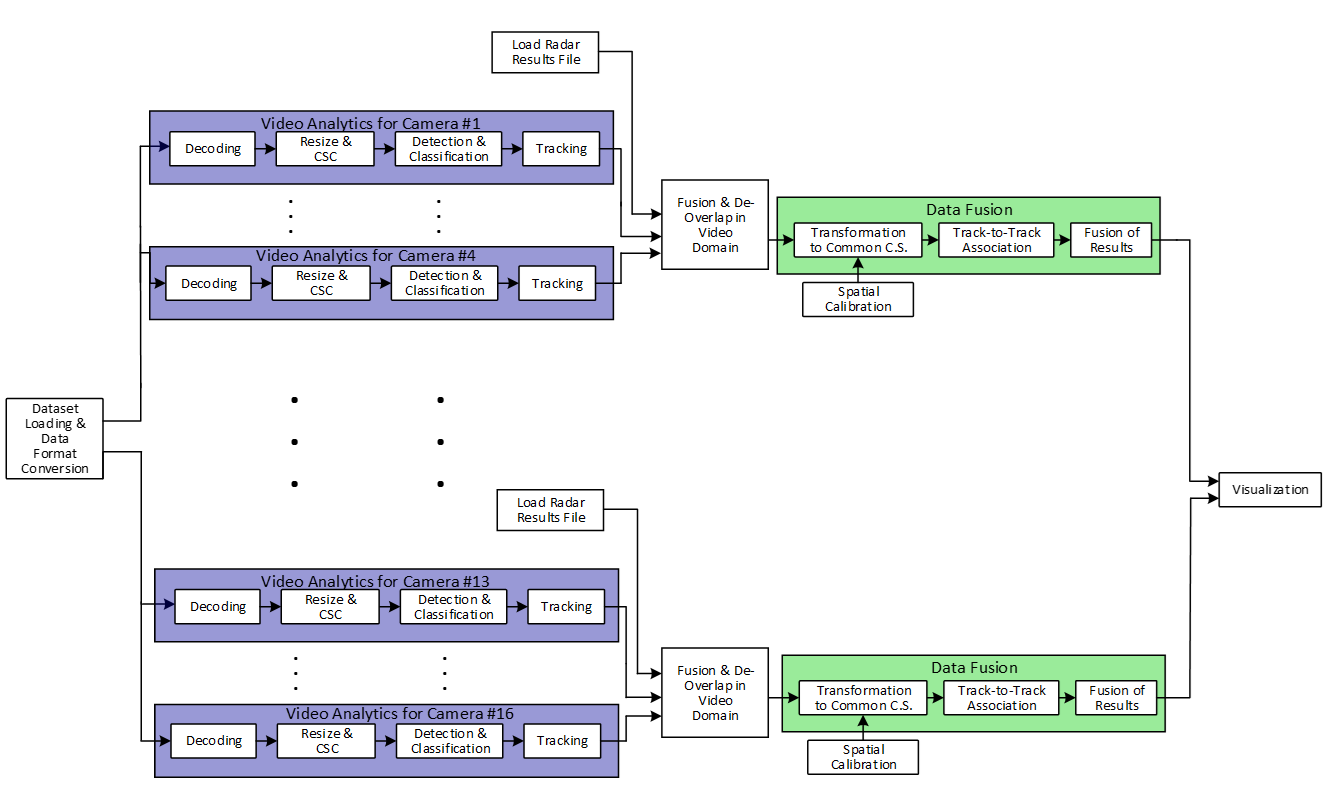 Load Radar
Results File
Video Analytics for Camera #1
Decoding
Resize &
CSC
Detection &
Classification
Tracking
Video Analytics for Camera #4
Decoding
Resize &
CSC
Detection &
Classification
Tracking
Fusion & De-
Overlap in
Video
Domain
Data Fusion
Transformation
to Common C.S.
Track-to-Track
Association
Fusion of
Results
Spatial
Calibration
Dataset
Loading &
Data
Format
Conversion
Visualization
Load Radar
Results File
Video Analytics for Camera #13
Decoding
Resize &
CSC
Detection &
Classification
Tracking
Video Analytics for Camera #16
Decoding
Resize &
CSC
Detection &
Classification
Tracking
Fusion & De-
Overlap in
Video
Domain
Data Fusion
Transformation
to Common C.S.
Track-to-Track
Association
Fusion of
Results
Spatial
Calibration